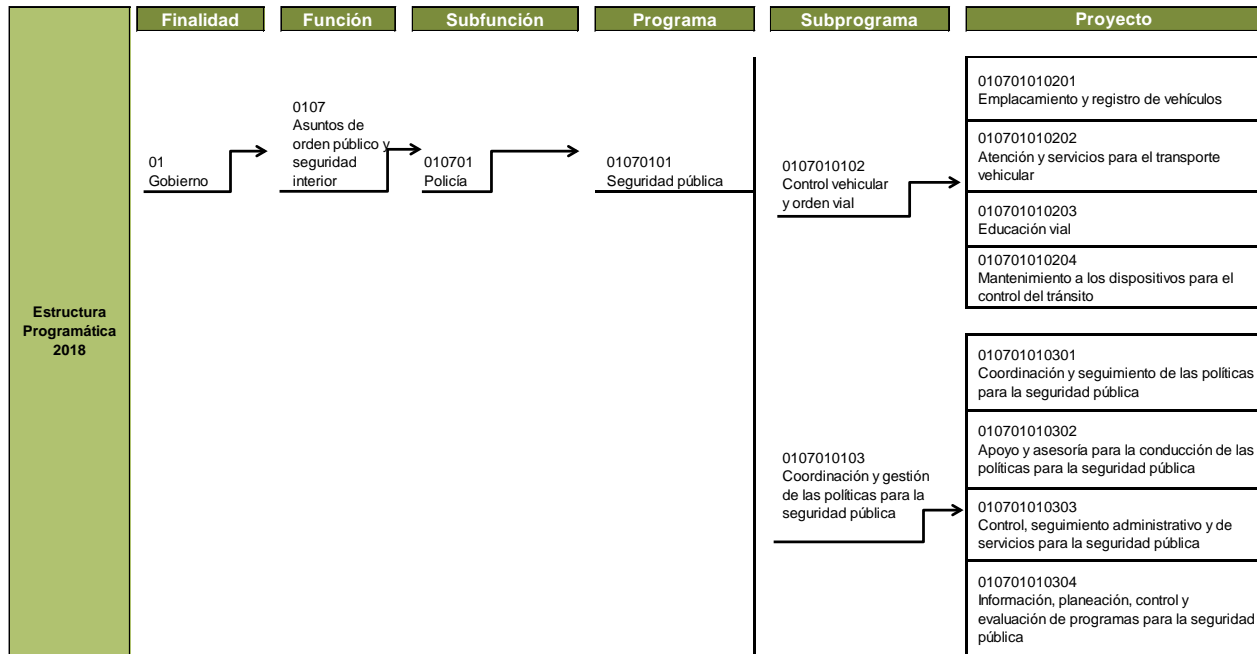 Finalidad
Función
Subfunción
Programa
Subprograma
Proyecto
Estructura
Programática
2018
01
Gobierno
0107
Asuntos de
orden público y
seguridad
interior
010701
Policía
01070101
Seguridad pública
0107010102
Control vehicular
y orden vial
010701010201
Emplacamiento y registro de vehículos
010701010202
Atención y servicios para el transporte
vehicular
010701010203
Educación vial
010701010204
Mantenimiento a los dispositivos para el
control del tránsito
0107010103
Coordinación y gestión
de las políticas para la
seguridad pública
010701010301
Coordinación y seguimiento de las políticas
para la seguridad pública
010701010302
Apoyo y asesoría para la conducción de las
políticas para la seguridad pública
010701010303
Control, seguimiento administrativo y de
servicios para la seguridad pública
010701010304
Información, planeación, control y
evaluación de programas para la seguridad
pública